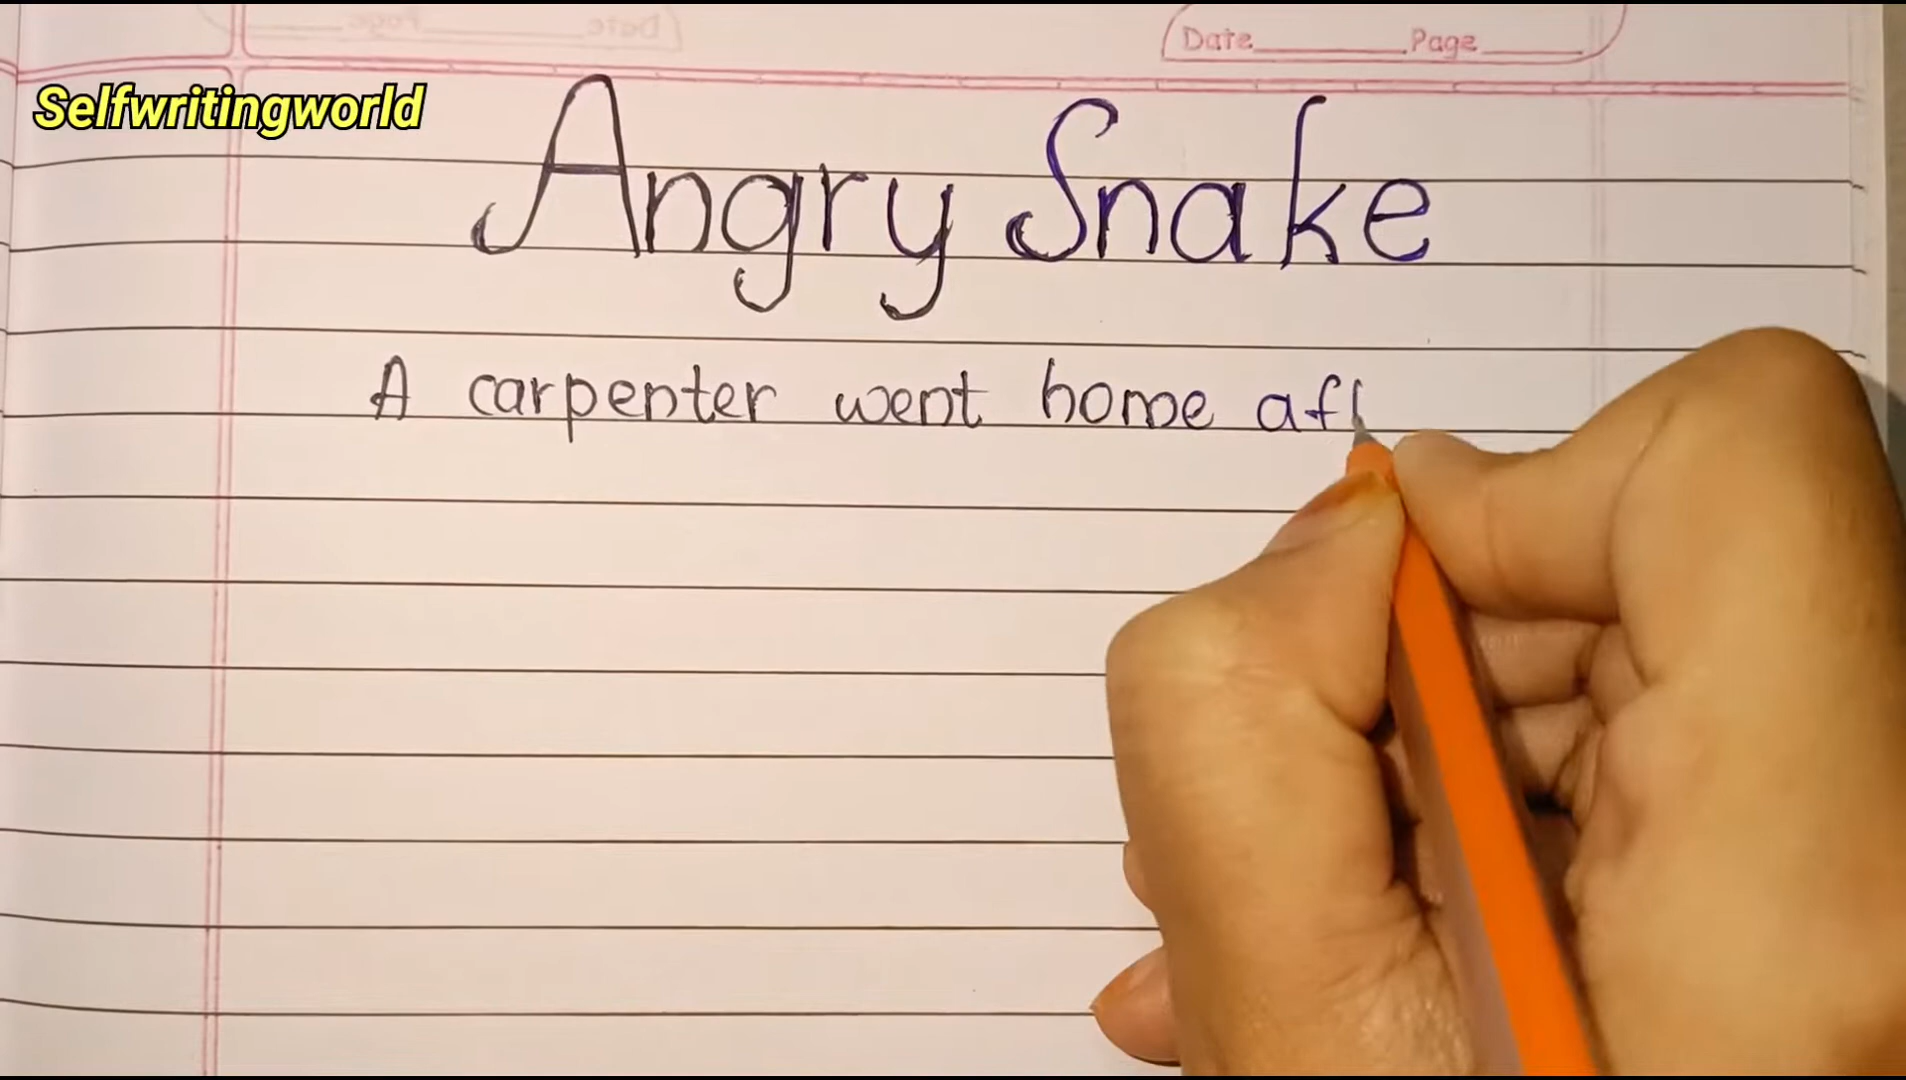 Date Page
Selfwritingworld
Angry Snake
A carpenter went home af